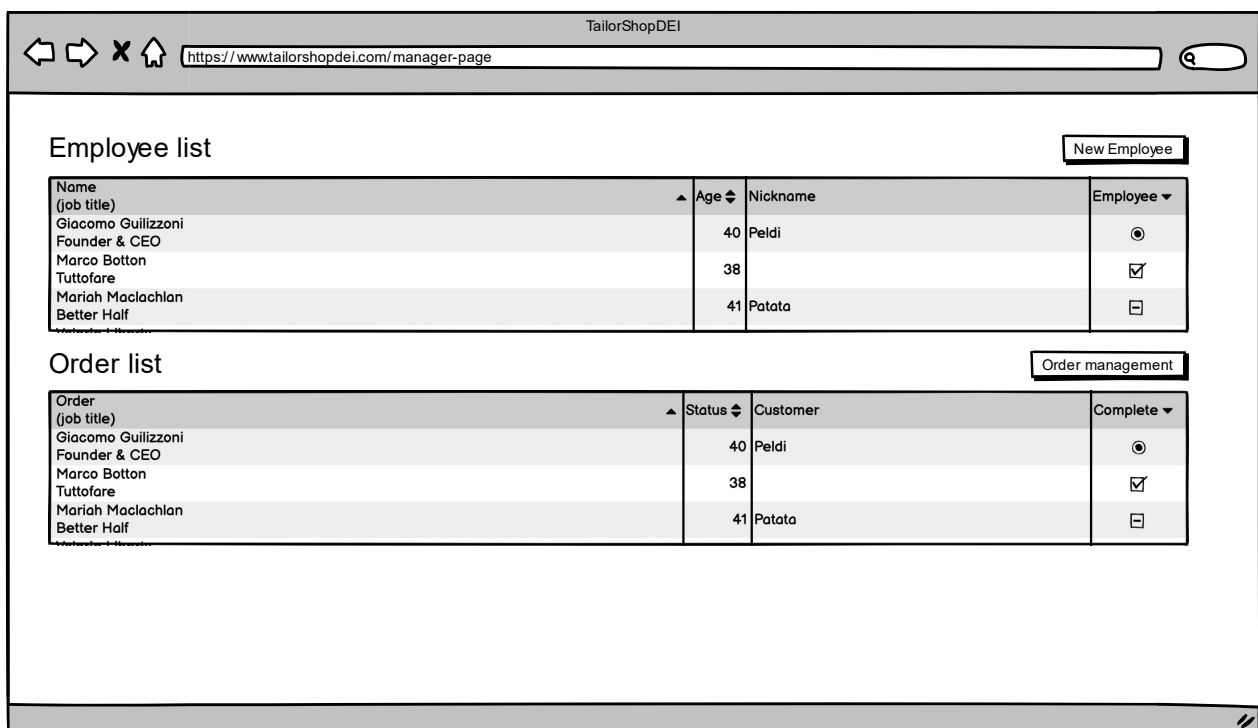 TailorShopDEI
https://www.tailorshopdei.com/manager-page
Employee list
New Employee
Name
(job title)
Age
Nickname
Employee
Giacomo Guilizzoni
Founder & CEO
40
Peldi
Marco Botton
Tuttofare
38
Mariah Maclachlan
Better Half
41
Patata
Order list
Order management
Order
(job title)
Status
Customer
Complete
Giacomo Guilizzoni
Founder & CEO
40
Peldi
Marco Botton
Tuttofare
38
Mariah Maclachlan
Better Half
41
Patata